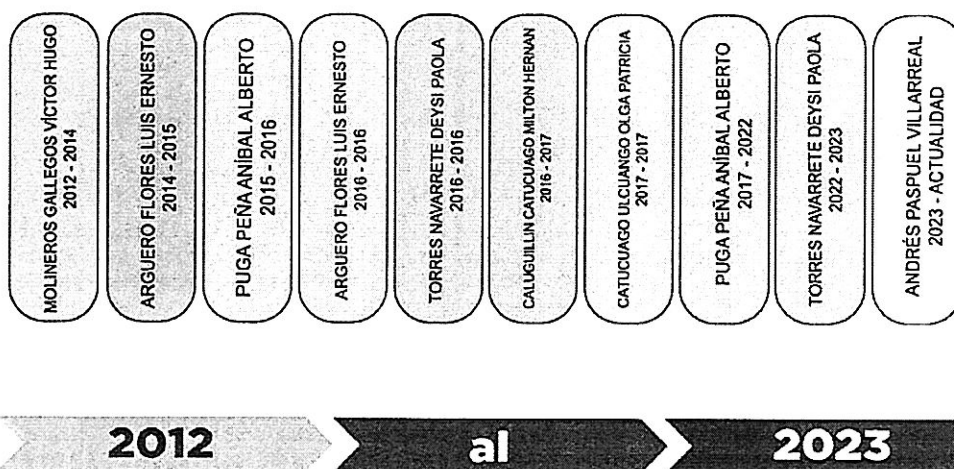 MOLINEROS GALLEGOS VÍCTOR HUGO
2012 - 2014
ARGUERO FLORES LUIS ERNESTO
2014 - 2015
PUGA PEÑA ANÍBAL ALBERTO
2015 - 2016
ARGUERO FLORES LUIS ERNESTO
2016 - 2016
TORRES NAVARRETE DEYSI PAOLA
2016 - 2016
CALUGUILLIN CATUCUAGO MILTON HERNAN
2016 - 2017
CATUCUAGO ULCUANGO OLGA PATRICIA
2017 - 2017
PUGA PEÑA ANÍBAL ALBERTO
2017 - 2022
TORRES NAVARRETE DEYSI PAOLA
2022 - 2023
ANDRÉS PASPUEL VILLARREAL
2023 - ACTUALIDAD
2012 al 2023